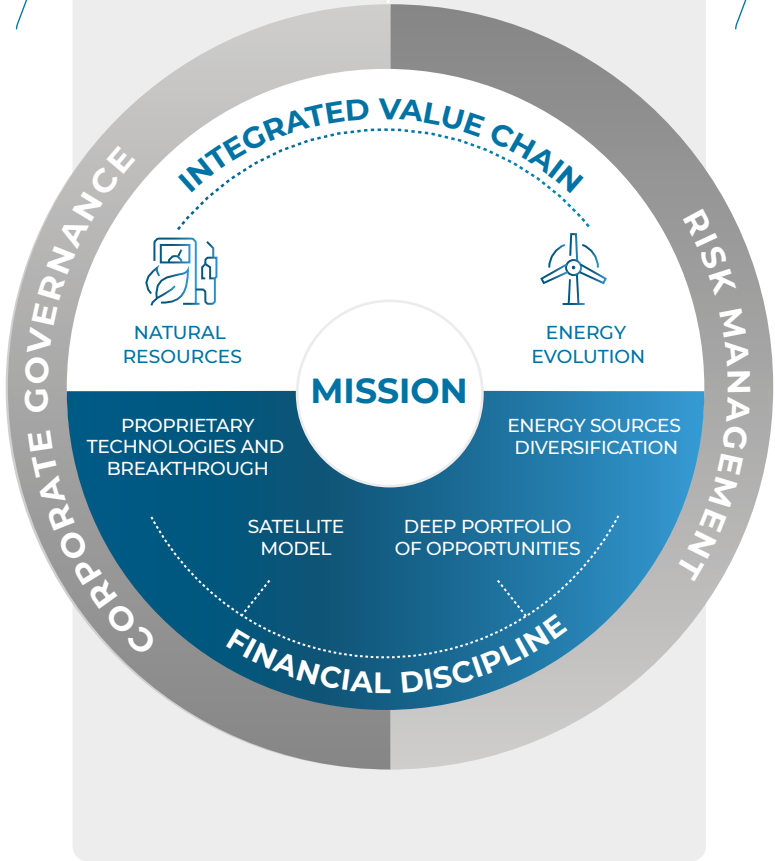 INTEGRATED VALUE CHAIN
CORPORATE GOVERNANCE
RISK MANAGEMENT
NATURAL
RESOURCES
ENERGY
EVOLUTION
MISSION
PROPRIETARY
TECHNOLOGIES AND
BREAKTHROUGH
ENERGY SOURCES
DIVERSIFICATION
SATELLITE
MODEL
DEEP PORTFOLIO
OF OPPORTUNITIES
FINANCIAL DISCIPLINE